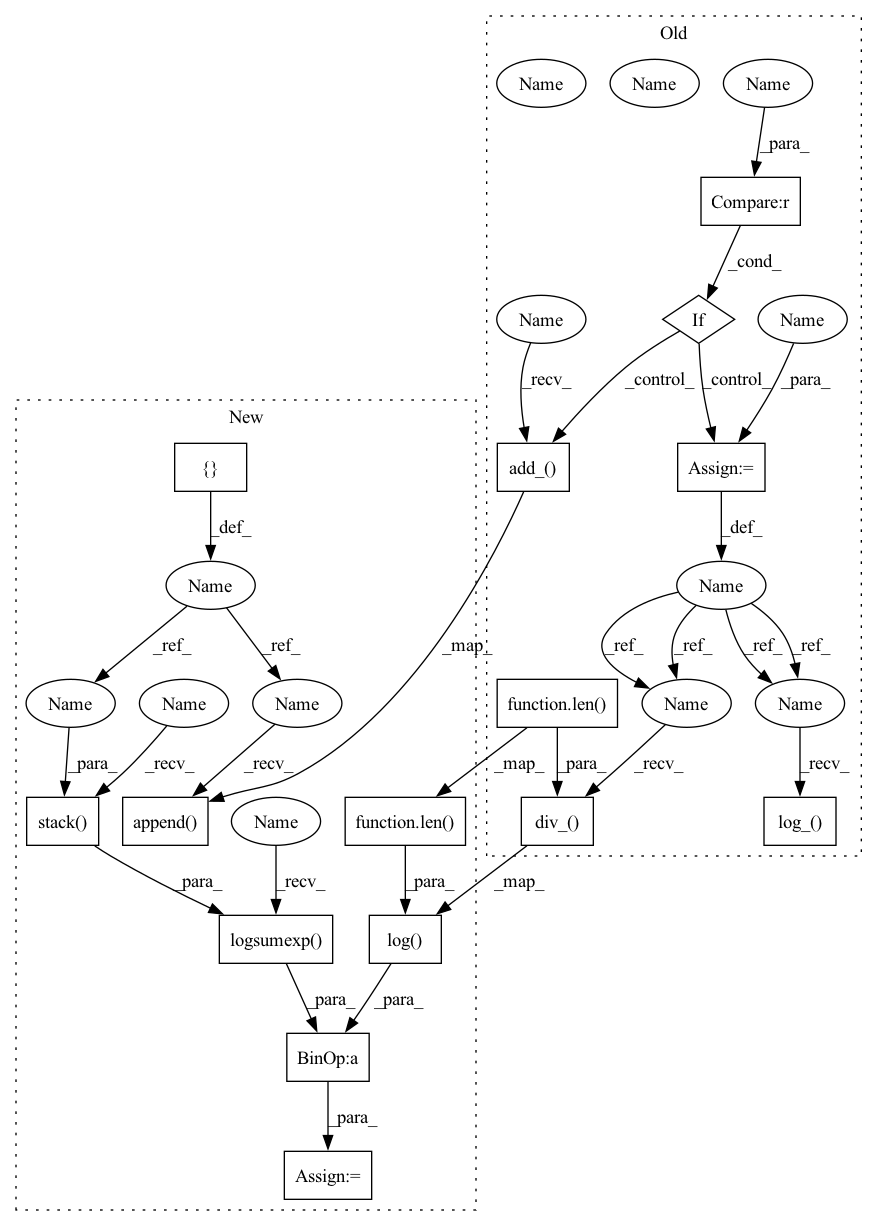 Old
Name
Name
Name
_para_
Compare:r
_cond_
Name
If
Name
_recv_
_control_
_control_
_para_
New
{}
add_()
Assign:=
_def_
_def_
Name
Name
_ref_
_ref_
_map_
_ref_
_ref_
_ref_
_ref_
Name
Name
Name
function.len()
Name
Name
_para_
_recv_
_recv_
_map_
_para_
_recv_
_recv_
stack()
append()
Name
function.len()
div_()
log_()
_para_
_recv_
_para_
_map_
logsumexp()
log()
_para_
_para_
BinOp:a
_para_
Assign:=